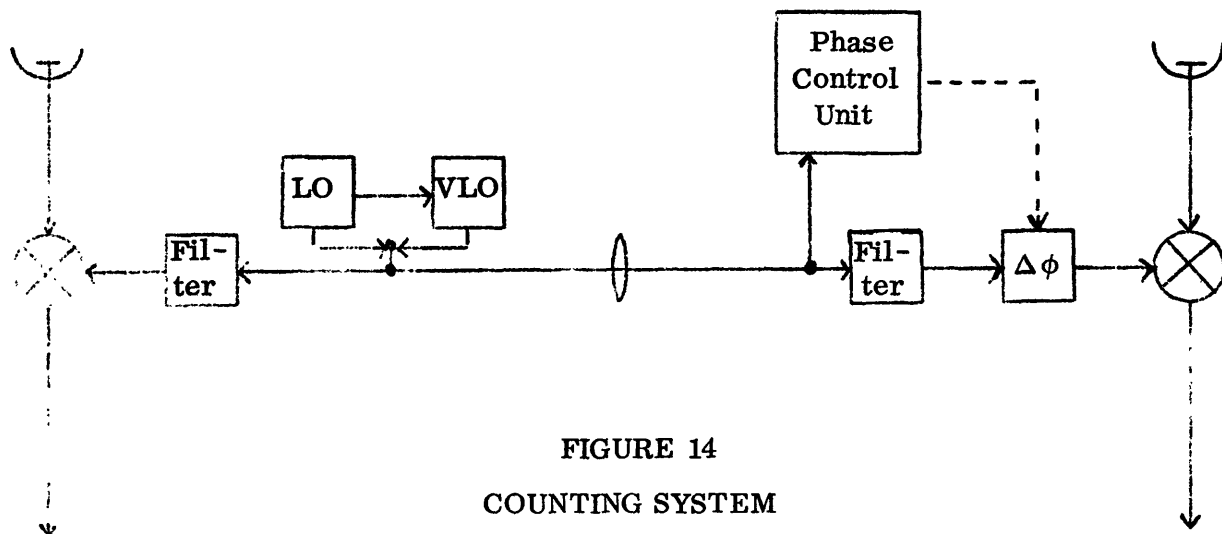 Phase
Control
Unit
LO
VLO
Fil-
ter
Fil-
ter
Δϕ
FIGURE 14
COUNTING SYSTEM